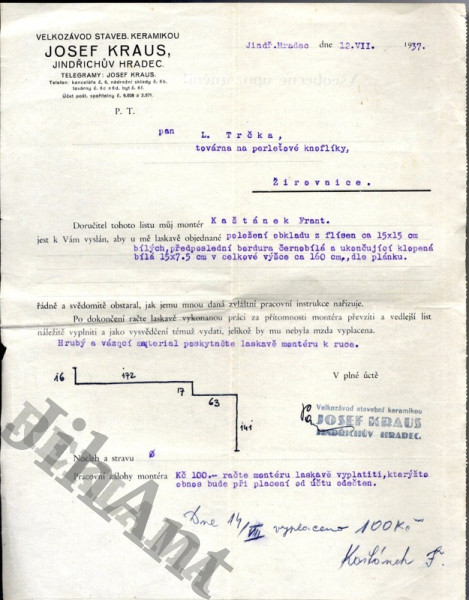 VELKOZÁVOD STAVEB. KERAMIKOU
JOSEF KRAUS,
JINDŘICHŮV HRADEC.
TELEGRAMY: JOSEF KRAUS.
Jindř.Hradec dne 12.VII. 1937.
P. T.
pan L. Trčka,
továrna na perleťové knoflíky,
Žirovnice.
Doručitel tohoto listu můj montér Kaštánek Frant.
jest k Vám vyslán, aby u mě laskavě objednané položení obkladu z flísen ca 15x15 cm
bílých,předposlední bordura černobílá a ukončující klopená
bílá 15x7.5 cm v celkové výžce ca 160 cm,,dle plánku.
řádně a svědomitě obstaral, jak jemu mnou daná zvláštní pracovní instrukce nařizuje.
Po dokončení račte laskavě vykonanou práci za přítomnosti montéra převzíti a vedlejší list
náležitě vyplniti a jako vysvědčení témuž vydati, jelikož by mu nebyla mzda vyplacena.
Hrubý a vázací material poskytněte laskavě montéru k ruce.
16 172
17
63
141
V plné úctě
Velkozávod stavební keramikou
JOSEF KRAUS
JINDŘICHŮV HRADEC.
Nocleh a stravu ø
Pracovní zálohy montéra Kč 100.— račte montéru laskavě vyplatiti,kterýžto
obnos bude při placení od účtu odečten.
Dne 14/VII vyplaceno 100 Kč
Kaštánek F.
JihAnt